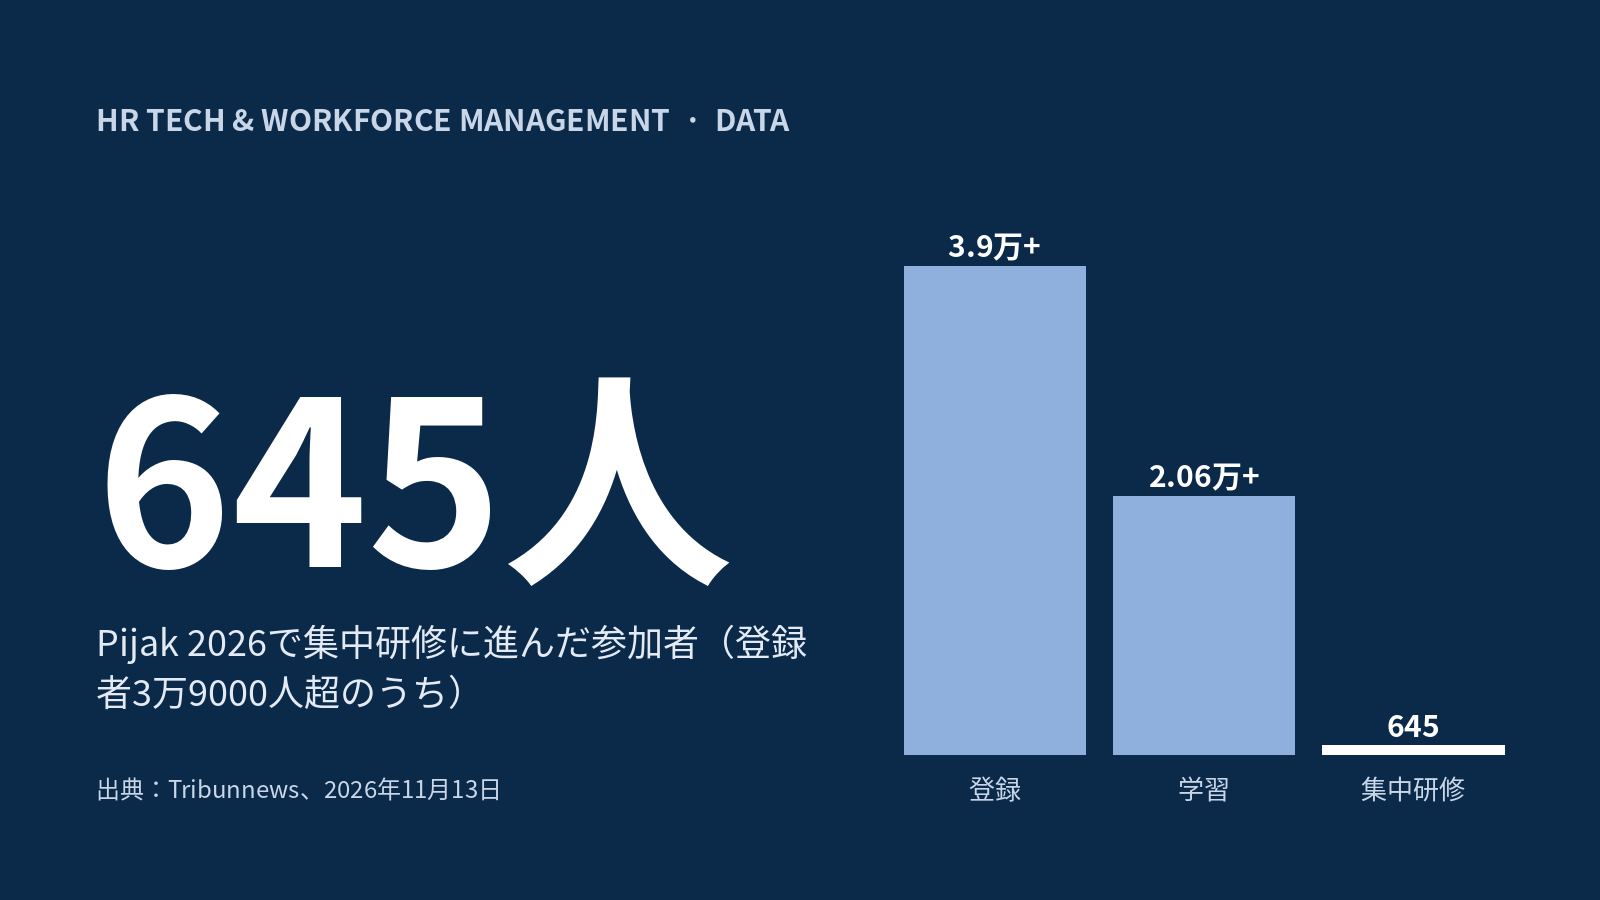 HR TECH & WORKFORCE MANAGEMENT · DATA
645人
Pijak 2026で集中研修に進んだ参加者（登録
者3万9000人超のうち）
出典：Tribunnews、2026年11月13日
3.9万+
2.06万+
645
登録
学習
集中研修